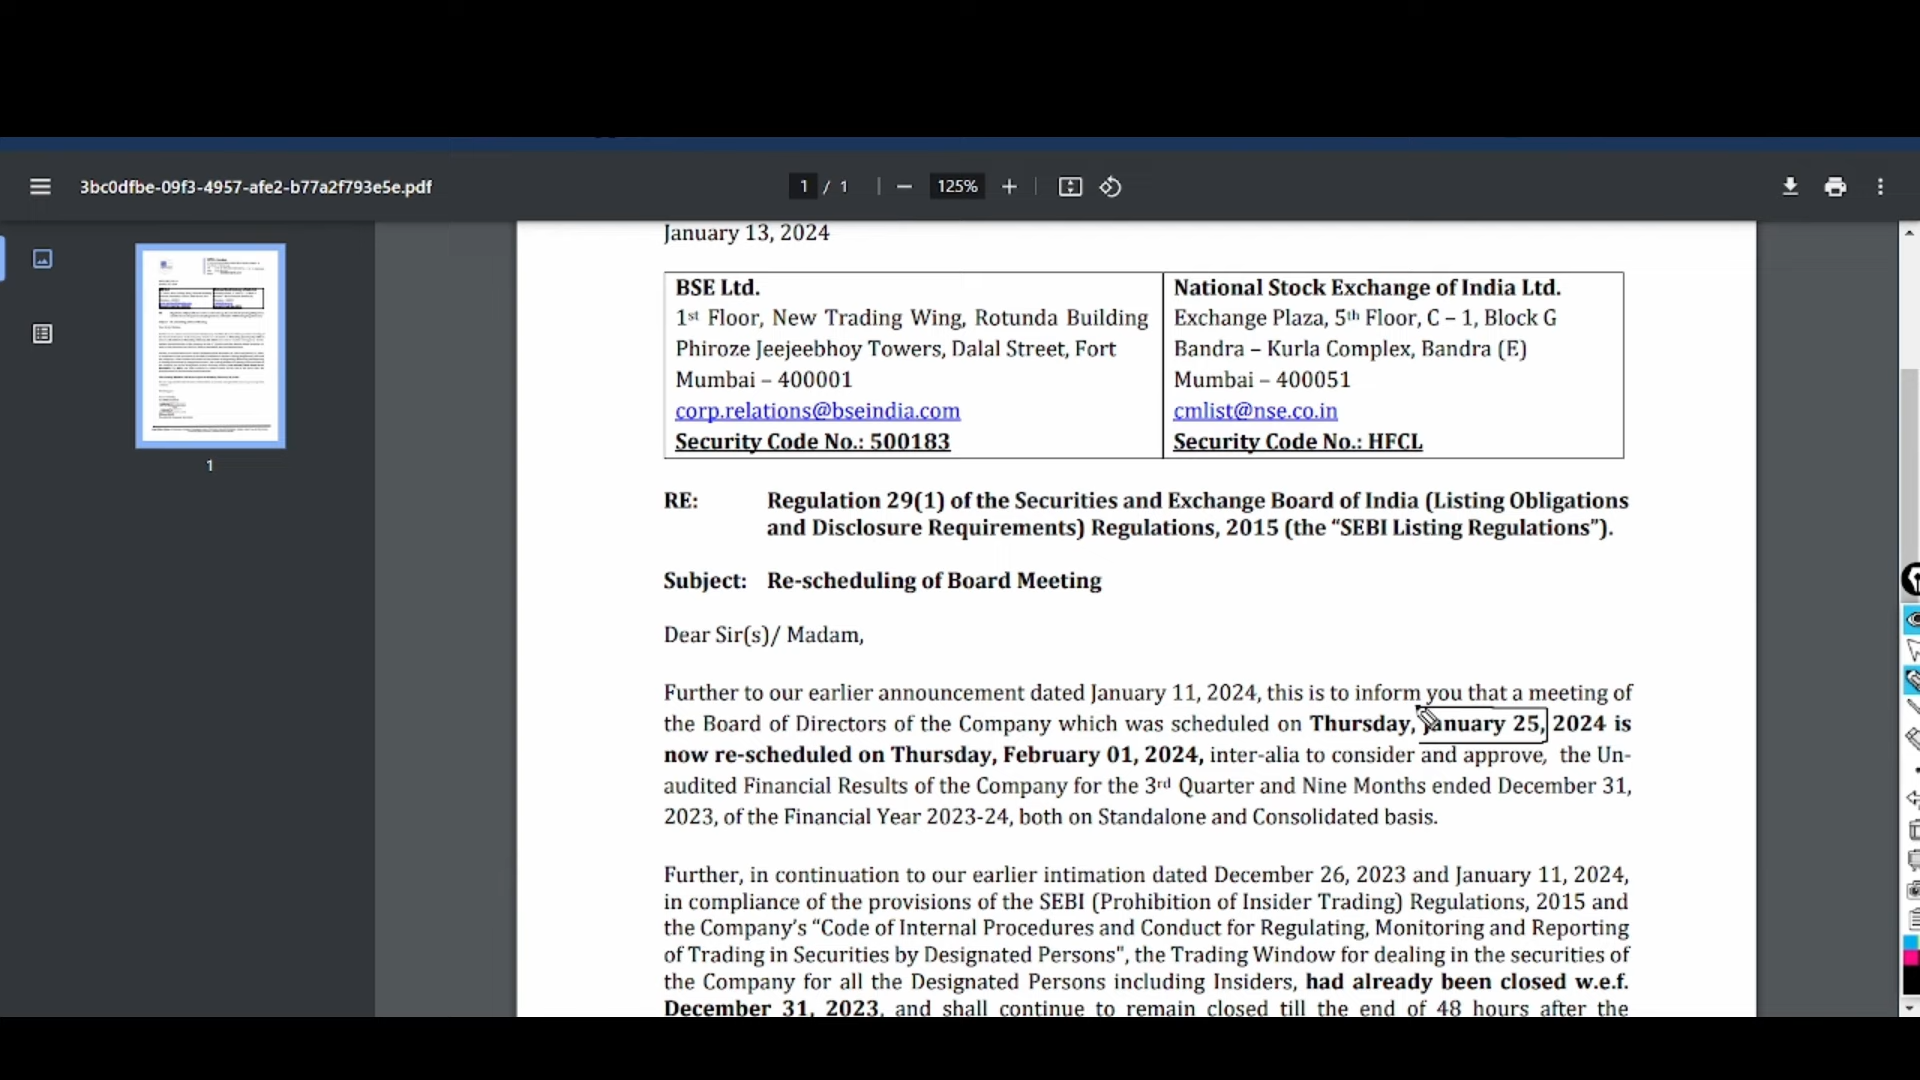 3bc0dfbe-09f3-4957-afe2-b77a2f793e5e.pdf
1 / 1
125%
1
January 13, 2024
BSE Ltd.
1st Floor, New Trading Wing, Rotunda Building
Phiroze Jeejeebhoy Towers, Dalal Street, Fort
Mumbai – 400001
corp.relations@bseindia.com
Security Code No.: 500183
National Stock Exchange of India Ltd.
Exchange Plaza, 5th Floor, C – 1, Block G
Bandra – Kurla Complex, Bandra (E)
Mumbai – 400051
cmlist@nse.co.in
Security Code No.: HFCL
RE: Regulation 29(1) of the Securities and Exchange Board of India (Listing Obligations
and Disclosure Requirements) Regulations, 2015 (the “SEBI Listing Regulations”).
Subject: Re-scheduling of Board Meeting
Dear Sir(s)/ Madam,
Further to our earlier announcement dated January 11, 2024, this is to inform you that a meeting of
the Board of Directors of the Company which was scheduled on Thursday, January 25, 2024 is
now re-scheduled on Thursday, February 01, 2024, inter-alia to consider and approve, the Un-
audited Financial Results of the Company for the 3rd Quarter and Nine Months ended December 31,
2023, of the Financial Year 2023-24, both on Standalone and Consolidated basis.
Further, in continuation to our earlier intimation dated December 26, 2023 and January 11, 2024,
in compliance of the provisions of the SEBI (Prohibition of Insider Trading) Regulations, 2015 and
the Company’s “Code of Internal Procedures and Conduct for Regulating, Monitoring and Reporting
of Trading in Securities by Designated Persons", the Trading Window for dealing in the securities of
the Company for all the Designated Persons including Insiders, had already been closed w.e.f.
December 31, 2023, and shall continue to remain closed till the end of 48 hours after the